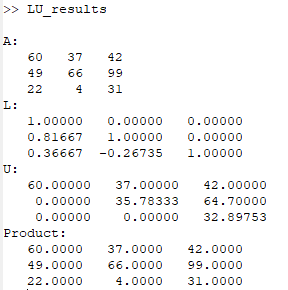 >> LU_results
A:
60 37 42
49 66 99
22 4 31
L:
1.00000 0.00000 0.00000
0.81667 1.00000 0.00000
0.36667 -0.26735 1.00000
U:
60.00000 37.00000 42.00000
0.00000 35.78333 64.70000
0.00000 0.00000 32.89753
Product:
60.0000 37.0000 42.0000
49.0000 66.0000 99.0000
22.0000 4.0000 31.0000